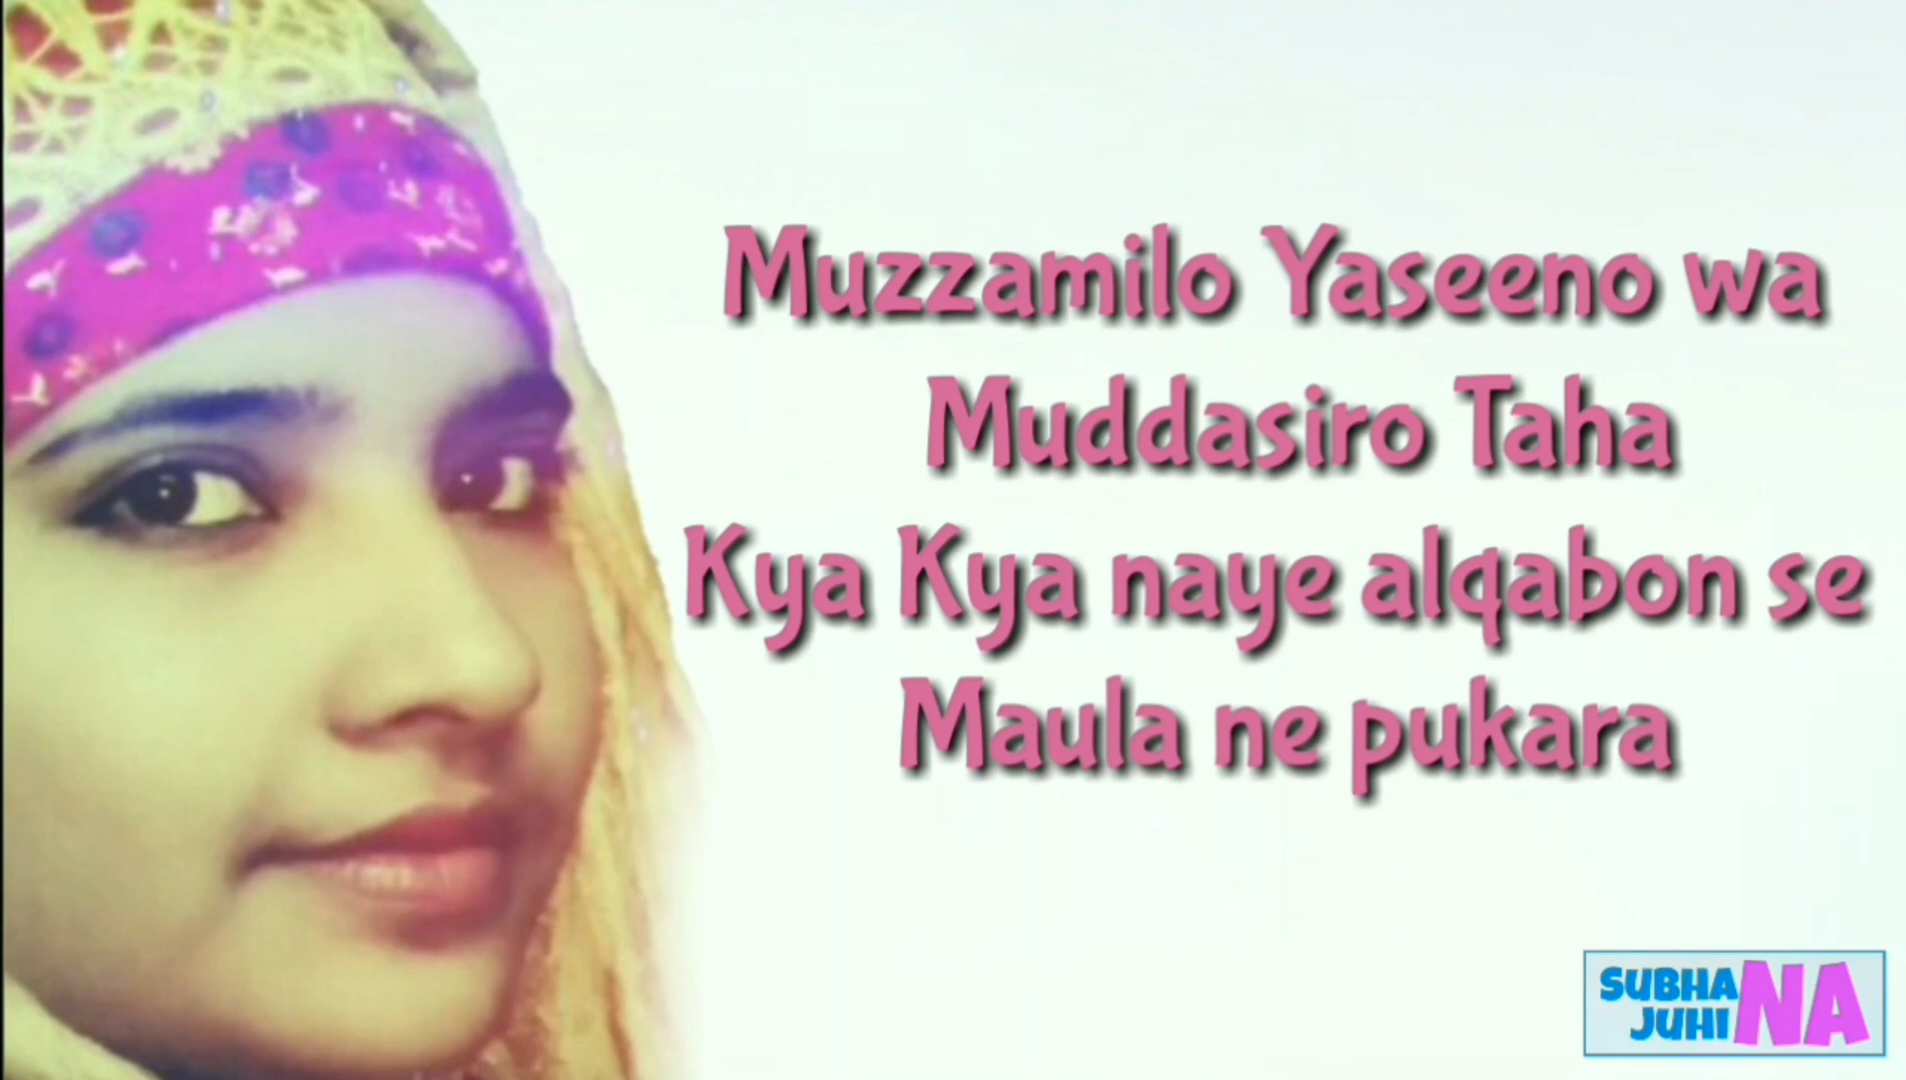 Muzzamilo Yaseeno wa
Muddasiro Taha
Kya Kya naye alqabon se
Maula ne pukara
SUBHANA
JUHI